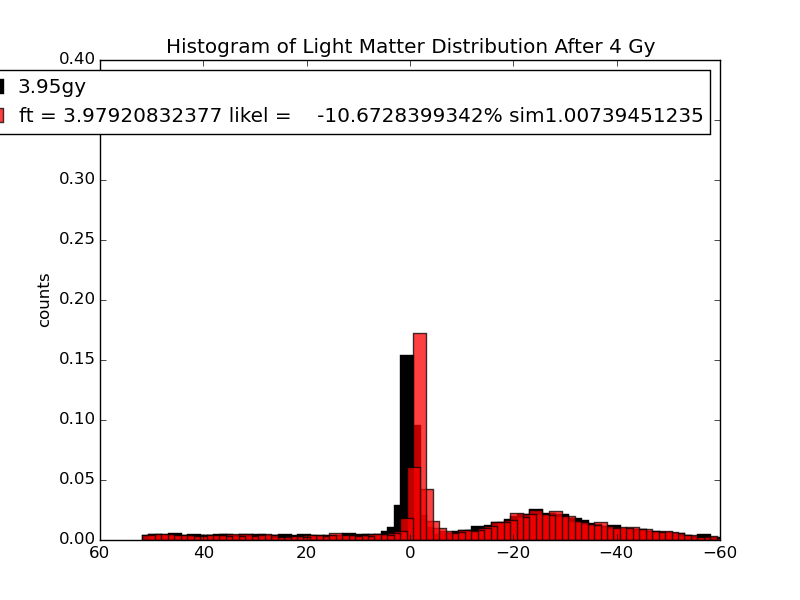 Histogram of Light Matter Distribution After 4 Gy
0.40
3.95gy
ft = 3.97920832377 likel = -10.6728399342% sim1.00739451235
0.30
0.25
counts
0.20
0.15
0.10
0.05
0.00
60 40 20 0 −20 −40 −60